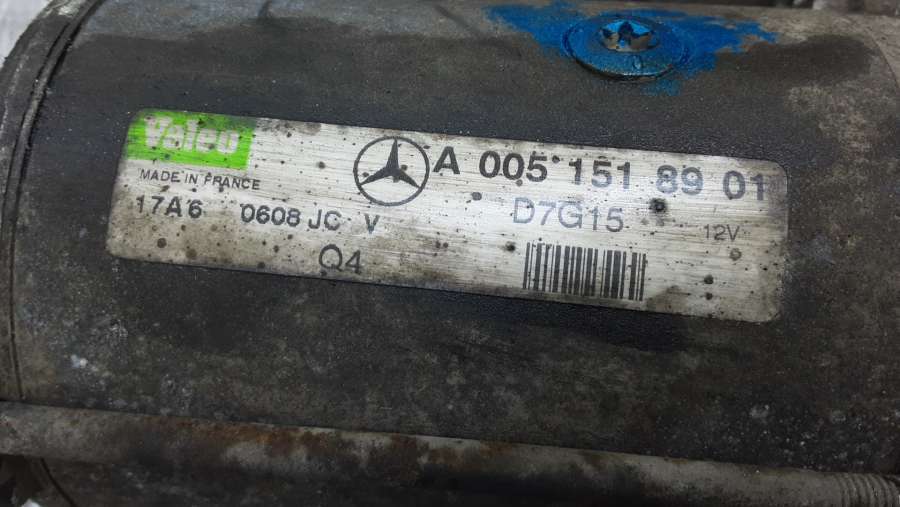 Valeo
MADE IN FRANCE
A 005 151 89 01
17A6 0608 JC V
D7G15 12V
Q4